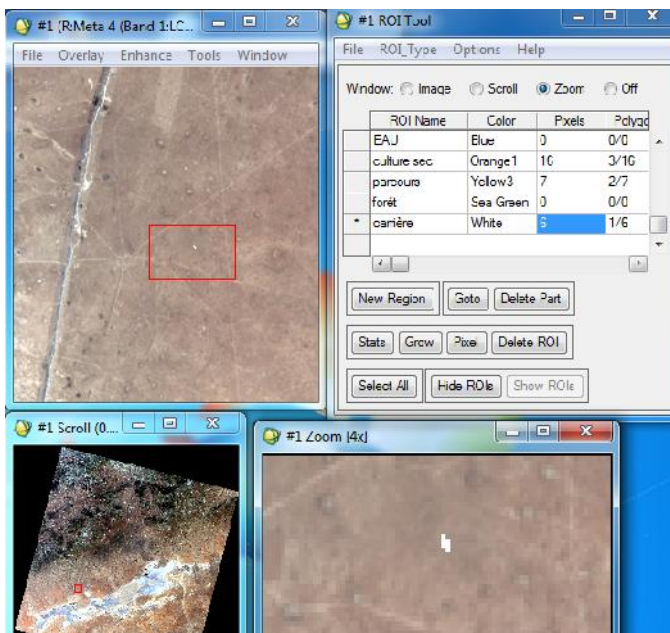 #1 (R:Meta 4 (Band 1:LC...
File Overlay Enhance Tools Window
#1 ROI Tool
File ROI_Type Options Help
Window: Image Scroll Zoom Off
ROI Name Color Pixels Polygo
EAU Blue 0 0/0
culture sec Orange1 16 3/16
parcours Yellow3 7 2/7
forêt Sea Green 0 0/0
* carrière White 6 1/6
New Region Goto Delete Part
Stats Grow Pixel Delete ROI
Select All Hide ROIs Show ROIs
#1 Scroll (0....
#1 Zoom [4x]